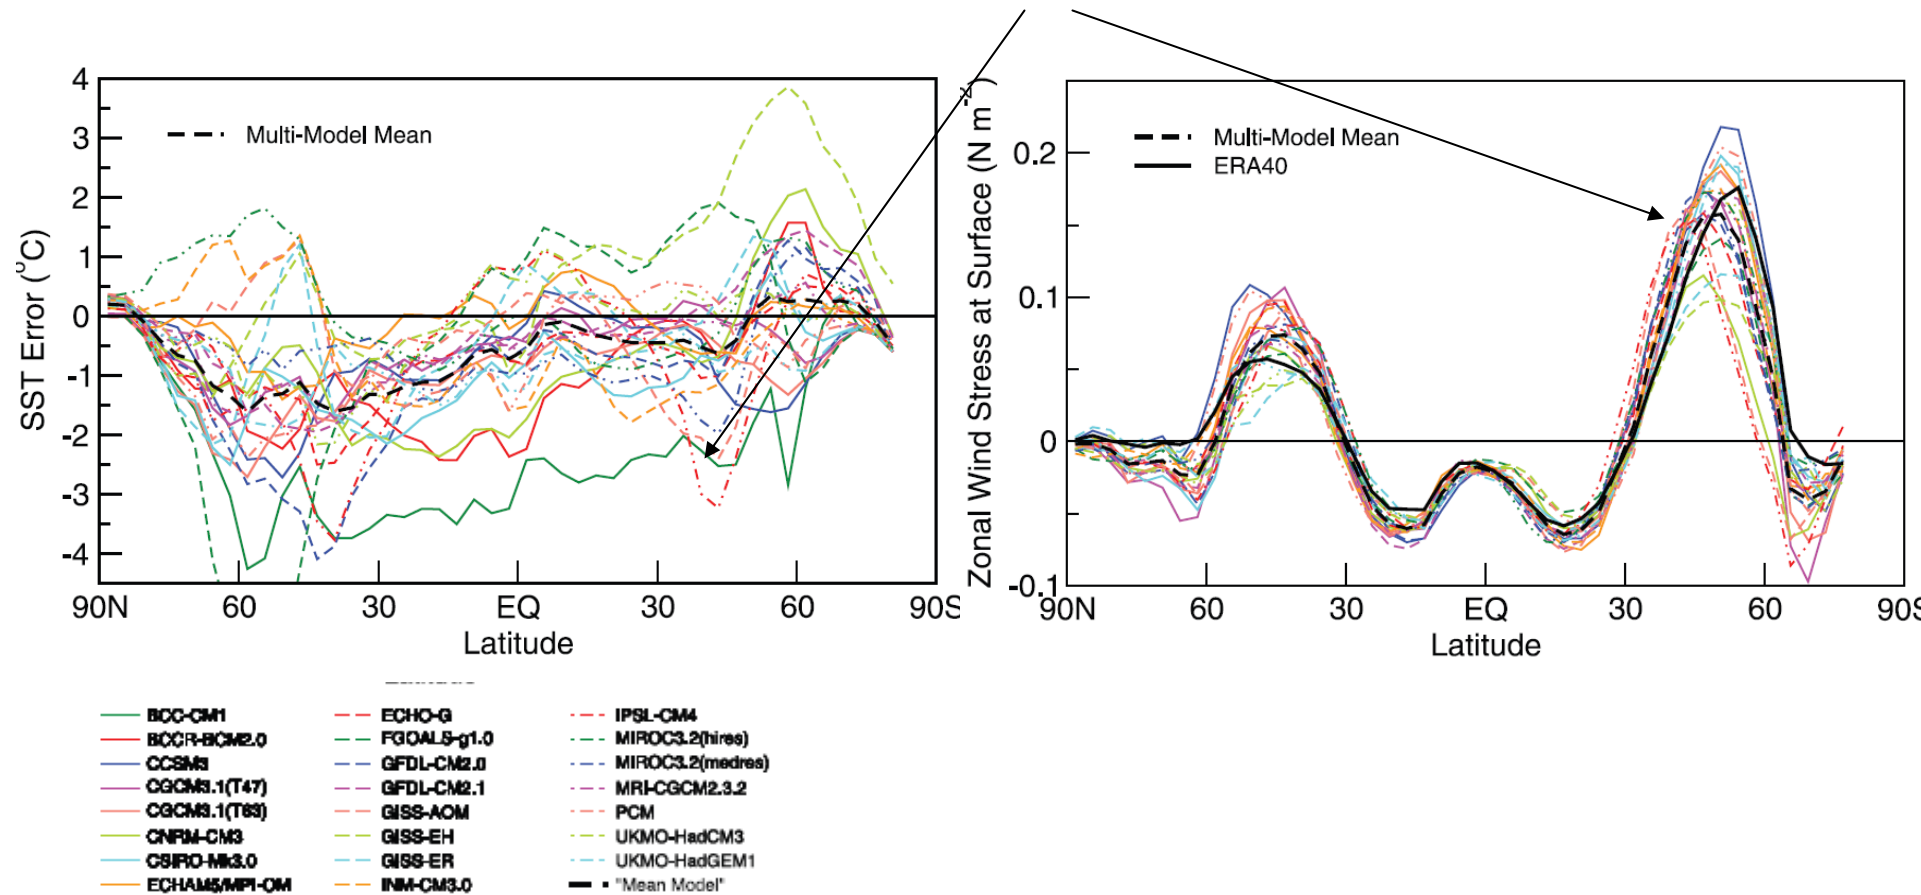 4
3
2
1
0
-1
-2
-3
-4
SST Error (°C)
Multi-Model Mean
90N 60 30 EQ 30 60 90S
Latitude
Zonal Wind Stress at Surface (N m-2)
0.2
0.1
0
-0.1
Multi-Model Mean
ERA40
90N 60 30 EQ 30 60 90S
Latitude
BCC-CM1
BCCR-BCM2.0
CCSM3
CGCM3.1(T47)
CGCM3.1(T63)
CNRM-CM3
CSIRO-Mk3.0
ECHAM5/MPI-OM
ECHO-G
FGOALS-g1.0
GFDL-CM2.0
GFDL-CM2.1
GISS-AOM
GISS-EH
GISS-ER
INM-CM3.0
IPSL-CM4
MIROC3.2(hires)
MIROC3.2(medres)
MRI-CGCM2.3.2
PCM
UKMO-HadCM3
UKMO-HadGEM1
"Mean Model"